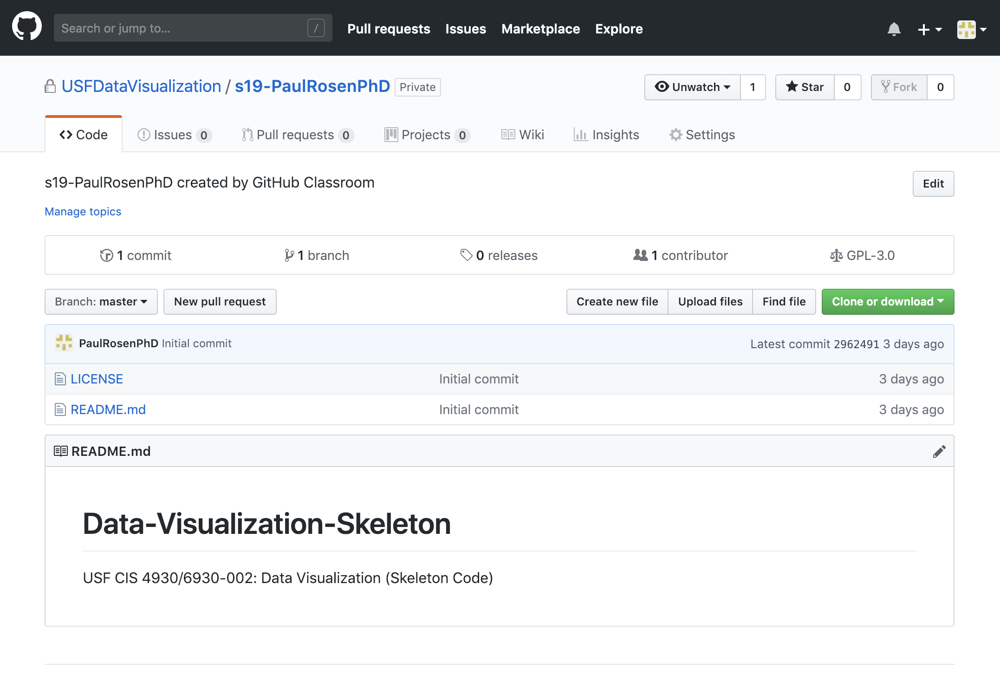 Search or jump to... / Pull requests Issues Marketplace Explore
USFDataVisualization / s19-PaulRosenPhD Private Unwatch 1 Star 0 Fork 0
Code Issues 0 Pull requests 0 Projects 0 Wiki Insights Settings
s19-PaulRosenPhD created by GitHub Classroom Edit
Manage topics
1 commit 1 branch 0 releases 1 contributor GPL-3.0
Branch: master New pull request Create new file Upload files Find file Clone or download
PaulRosenPhD Initial commit Latest commit 2962491 3 days ago
LICENSE Initial commit 3 days ago
README.md Initial commit 3 days ago
README.md
Data-Visualization-Skeleton
USF CIS 4930/6930-002: Data Visualization (Skeleton Code)